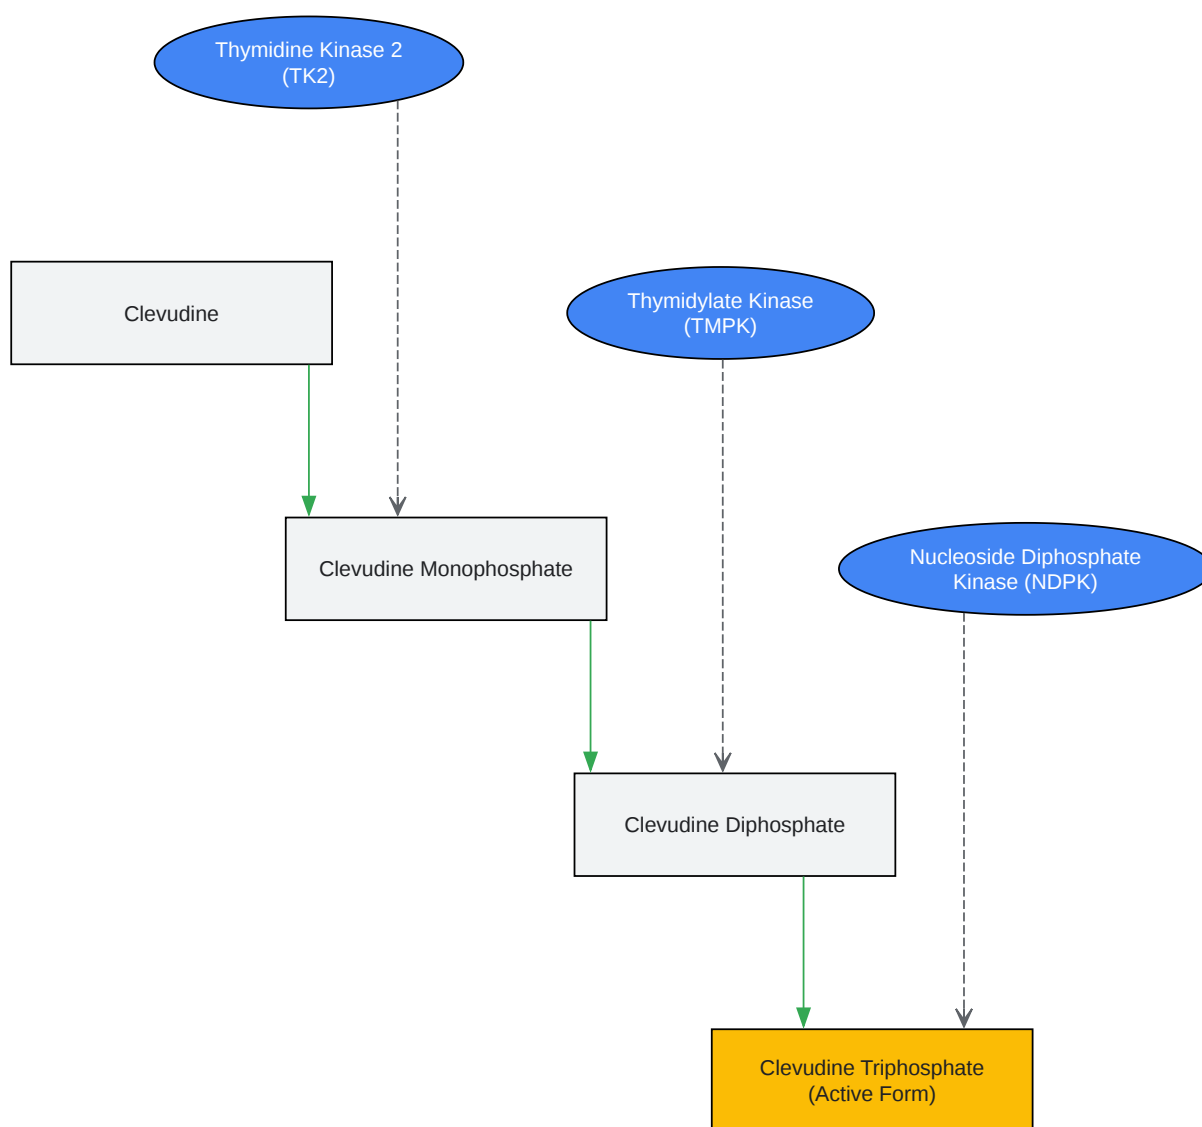 Thymidine Kinase 2
(TK2)
Clevudine
Thymidylate Kinase
(TMPK)
Clevudine Monophosphate
Nucleoside Diphosphate
Kinase (NDPK)
Clevudine Diphosphate
Clevudine Triphosphate
(Active Form)